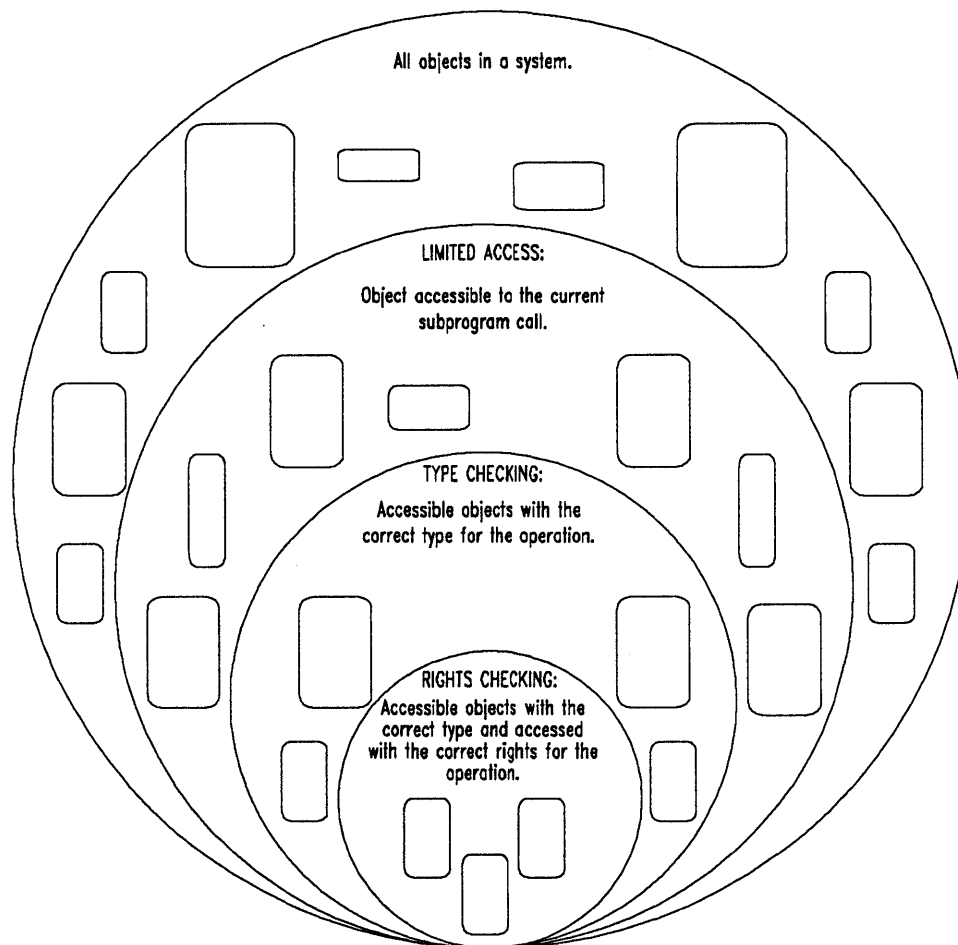 All objects in a system.
LIMITED ACCESS:
Object accessible to the current
subprogram call.
TYPE CHECKING:
Accessible objects with the
correct type for the operation.
RIGHTS CHECKING:
Accessible objects with the
correct type and accessed
with the correct rights for the
operation.